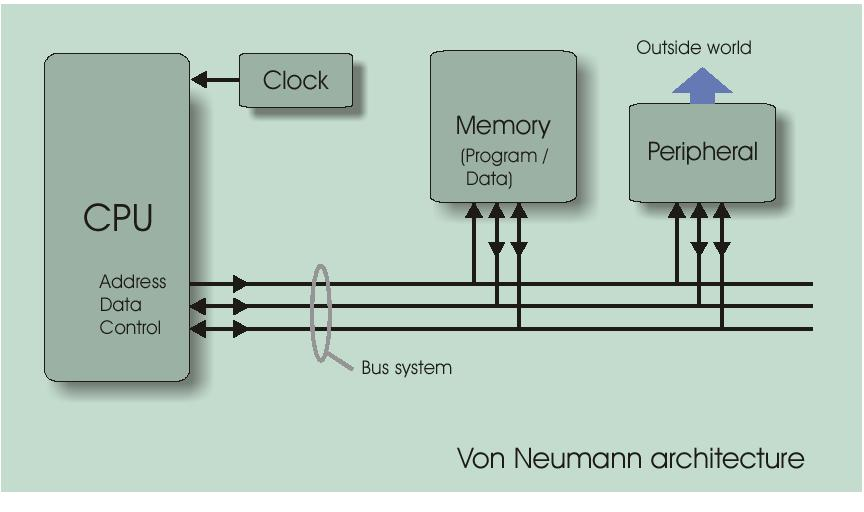 Outside world
Clock
Memory
(Program /
Data)
Peripheral
CPU
Address
Data
Control
Bus system
Von Neumann architecture